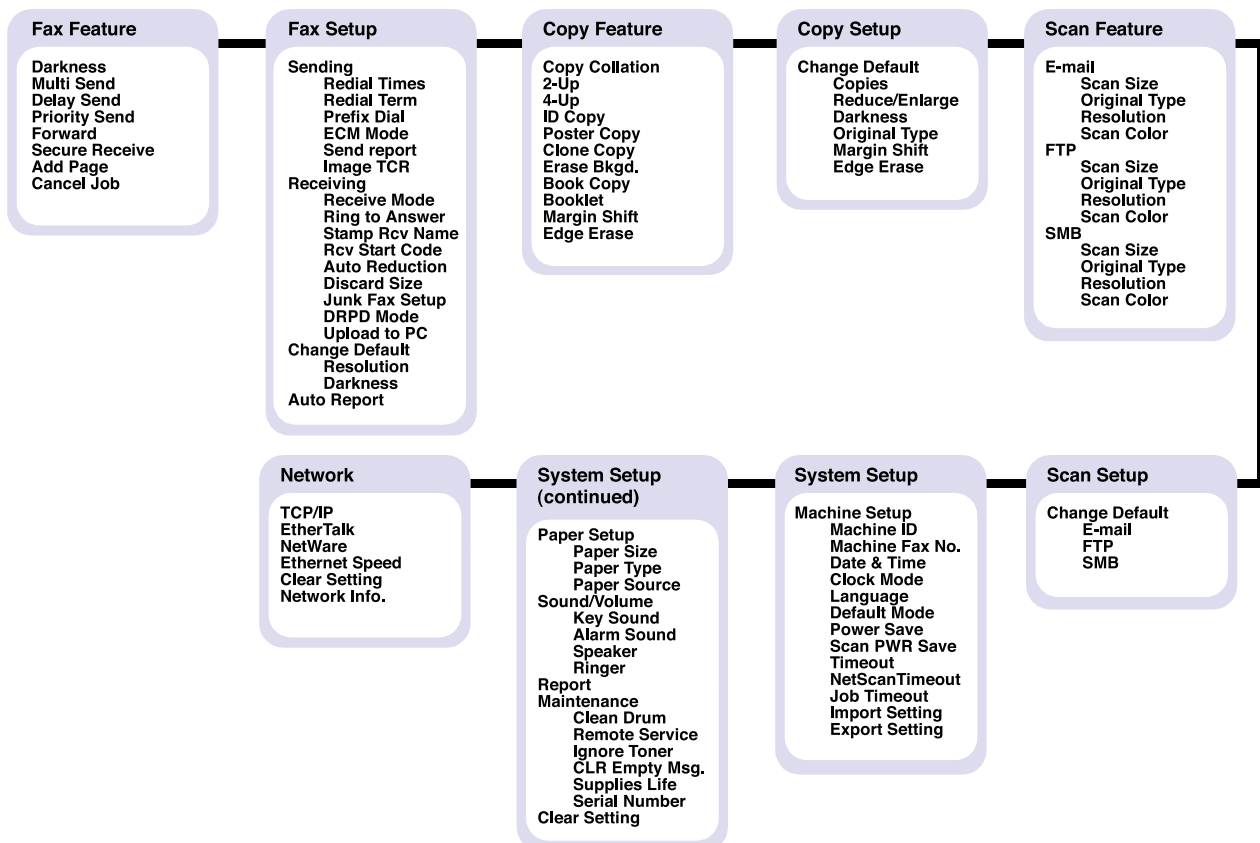 Fax Feature
Darkness
Multi Send
Delay Send
Priority Send
Forward
Secure Receive
Add Page
Cancel Job
Fax Setup
Sending
Redial Times
Redial Term
Prefix Dial
ECM Mode
Send report
Image TCR
Receiving
Receive Mode
Ring to Answer
Stamp Rcv Name
Rcv Start Code
Auto Reduction
Discard Size
Junk Fax Setup
DRPD Mode
Upload to PC
Change Default
Resolution
Darkness
Auto Report
Copy Feature
Copy Collation
2-Up
4-Up
ID Copy
Poster Copy
Clone Copy
Erase Bkgd.
Book Copy
Booklet
Margin Shift
Edge Erase
Copy Setup
Change Default
Copies
Reduce/Enlarge
Darkness
Original Type
Margin Shift
Edge Erase
Scan Feature
E-mail
Scan Size
Original Type
Resolution
Scan Color
FTP
Scan Size
Original Type
Resolution
Scan Color
SMB
Scan Size
Original Type
Resolution
Scan Color
Network
TCP/IP
EtherTalk
NetWare
Ethernet Speed
Clear Setting
Network Info.
System Setup
(continued)
Paper Setup
Paper Size
Paper Type
Paper Source
Sound/Volume
Key Sound
Alarm Sound
Speaker
Ringer
Report
Maintenance
Clean Drum
Remote Service
Ignore Toner
CLR Empty Msg.
Supplies Life
Serial Number
Clear Setting
System Setup
Machine Setup
Machine ID
Machine Fax No.
Date & Time
Clock Mode
Language
Default Mode
Power Save
Scan PWR Save
Timeout
NetScanTimeout
Job Timeout
Import Setting
Export Setting
Scan Setup
Change Default
E-mail
FTP
SMB